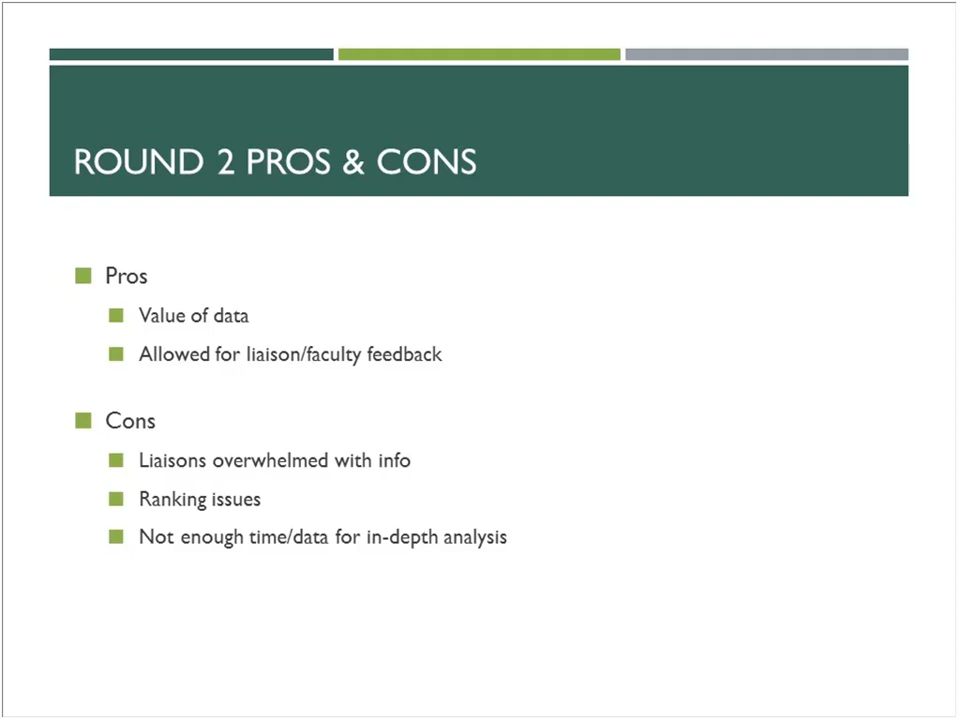 ROUND 2 PROS & CONS
Pros
Value of data
Allowed for liaison/faculty feedback
Cons
Liaisons overwhelmed with info
Ranking issues
Not enough time/data for in-depth analysis